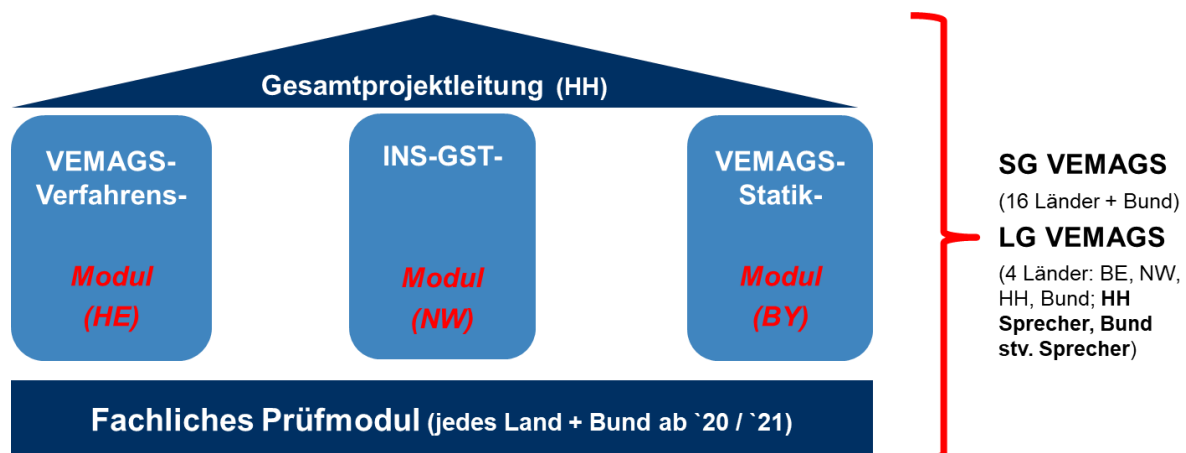 Gesamtprojektleitung (HH)
VEMAGS-
Verfahrens-
Modul
(HE)
INS-GST-
Modul
(NW)
VEMAGS-
Statik-
Modul
(BY)
Fachliches Prüfmodul (jedes Land + Bund ab `20 / `21)
SG VEMAGS
(16 Länder + Bund)
LG VEMAGS
(4 Länder: BE, NW,
HH, Bund; HH
Sprecher, Bund
stv. Sprecher)